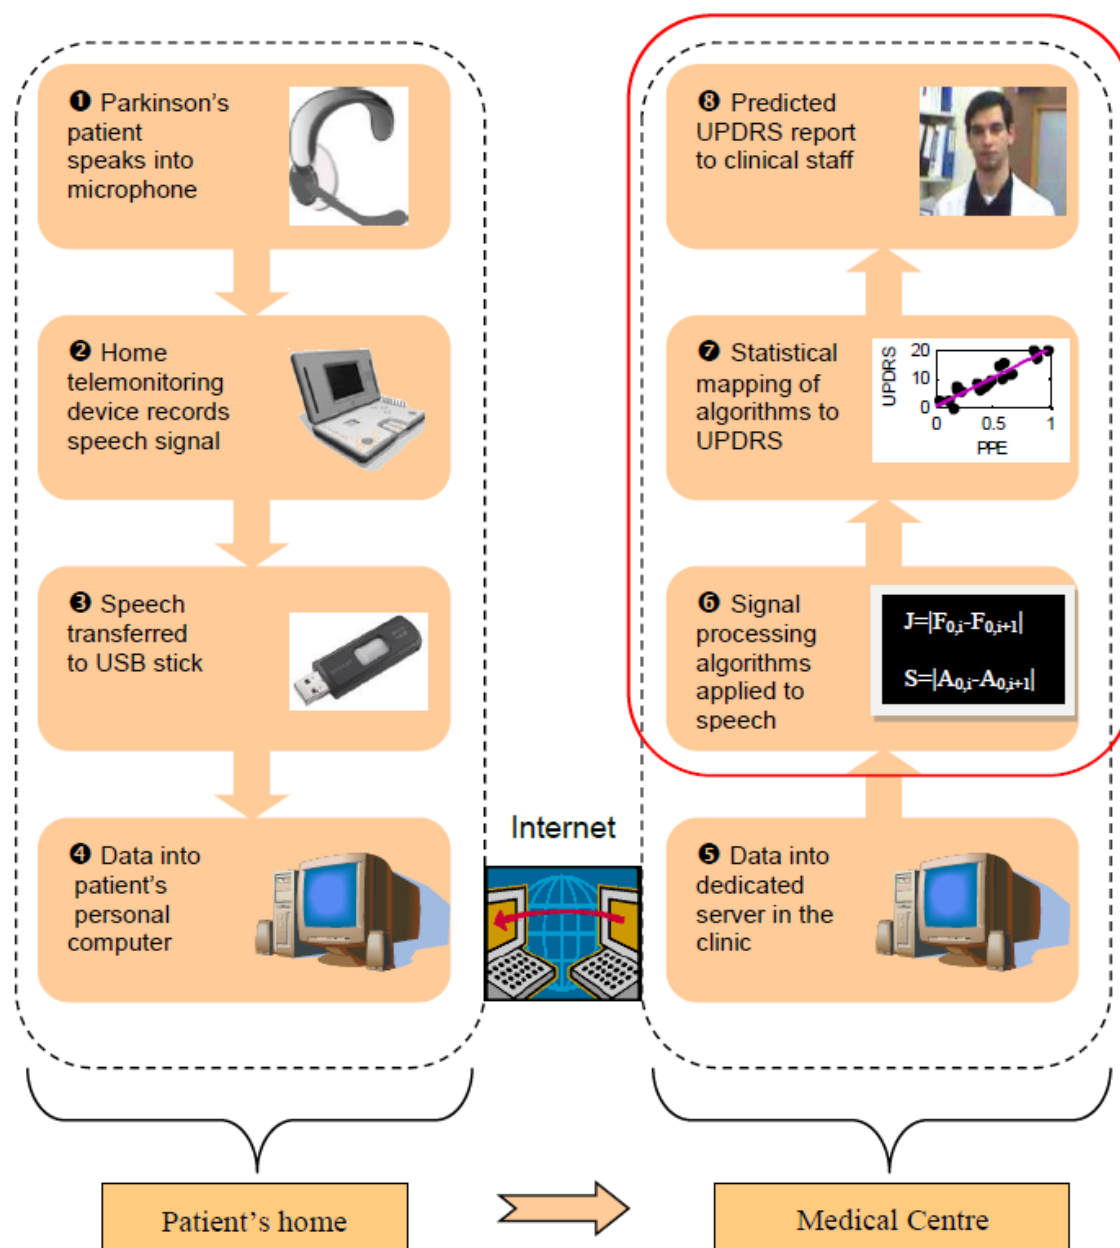 ❶ Parkinson's
patient
speaks into
microphone
❷ Home
telemonitoring
device records
speech signal
❸ Speech
transferred
to USB stick
❹ Data into
patient's
personal
computer
Internet
❽ Predicted
UPDRS report
to clinical staff
❼ Statistical
mapping of
algorithms to
UPDRS
UPDRS
20
10
0
0
0.5
1
PPE
❻ Signal
processing
algorithms
applied to
speech
J=|F0,i-F0,i+1|
S=|A0,i-A0,i+1|
❺ Data into
dedicated
server in the
clinic
Patient's home
Medical Centre